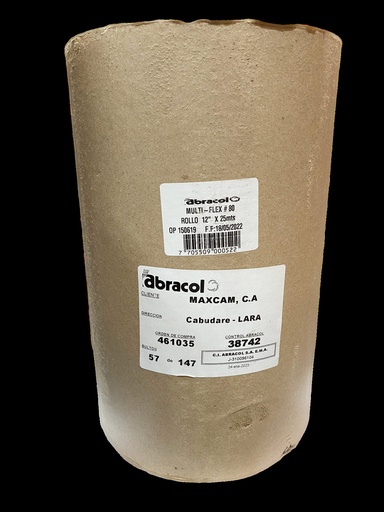 abracol
MULTI-FLEX # 80
ROLLO 12" X 25mts
OP 150619 F.F:18/05/2022
7 705509 000522
abracol
CLIENTE
MAXCAM, C.A
DIRECCION
Cabudare - LARA
ORDEN DE COMPRA CONTROL ABRACOL
461035 38742
BULTOS
57 de 147
C.I. ABRACOL S.A. E.M.A.
J-310096104